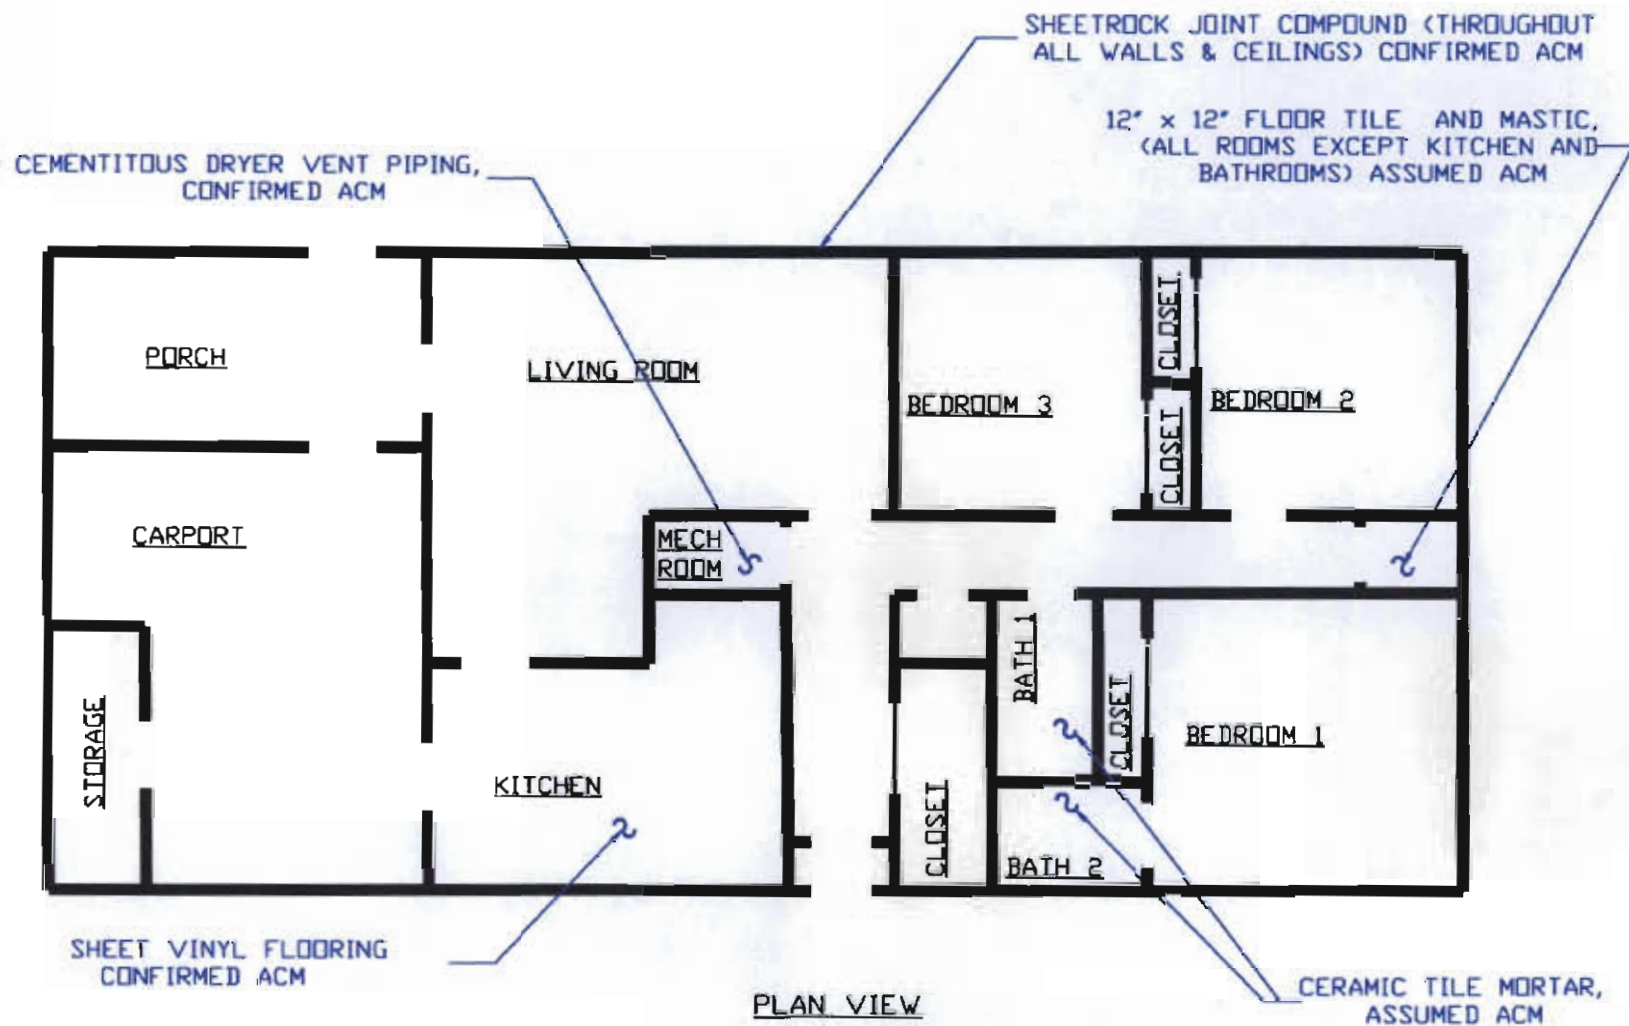 SHEETROCK JOINT COMPOUND (THROUGHOUT
ALL WALLS & CEILINGS) CONFIRMED ACM
12" x 12" FLOOR TILE AND MASTIC,
(ALL ROOMS EXCEPT KITCHEN AND
BATHROOMS) ASSUMED ACM
CEMENTITOUS DRYER VENT PIPING,
CONFIRMED ACM
PORCH
LIVING ROOM
BEDROOM 3
CLOSET
CLOSET
BEDROOM 2
CARPORT
MECH
ROOM
STORAGE
KITCHEN
CLOSET
BATH 1
CLOSET
BEDROOM 1
BATH 2
SHEET VINYL FLOORING
CONFIRMED ACM
PLAN VIEW
CERAMIC TILE MORTAR,
ASSUMED ACM